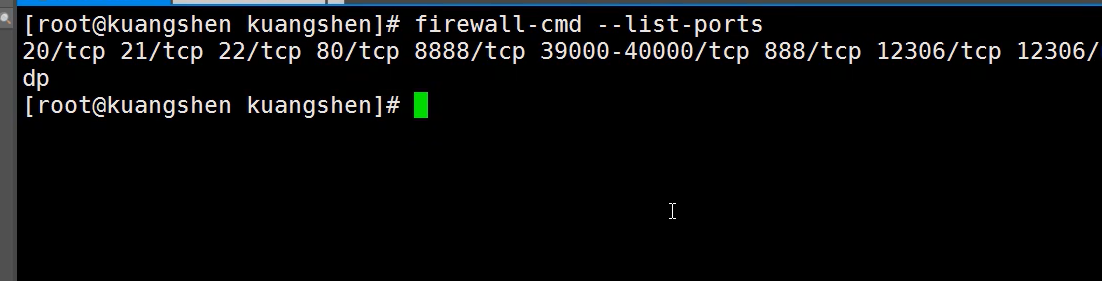 [root@kuangshen kuangshen]# firewall-cmd --list-ports
20/tcp 21/tcp 22/tcp 80/tcp 8888/tcp 39000-40000/tcp 888/tcp 12306/tcp 12306/
dp
[root@kuangshen kuangshen]#